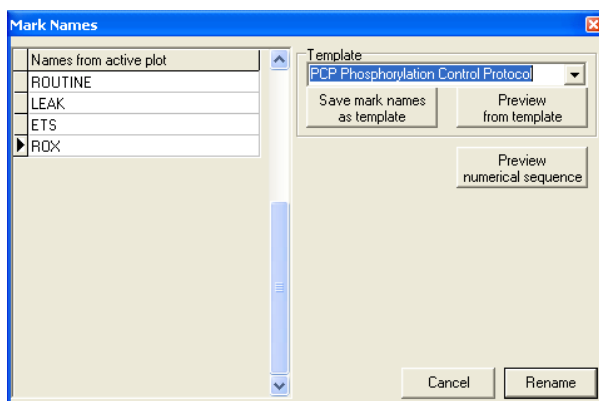 Mark Names
Names from active plot
ROUTINE
LEAK
ETS
ROX
Template
PCP Phosphorylation Control Protocol
Save mark names
as template
Preview
from template
Preview
numerical sequence
Cancel
Rename